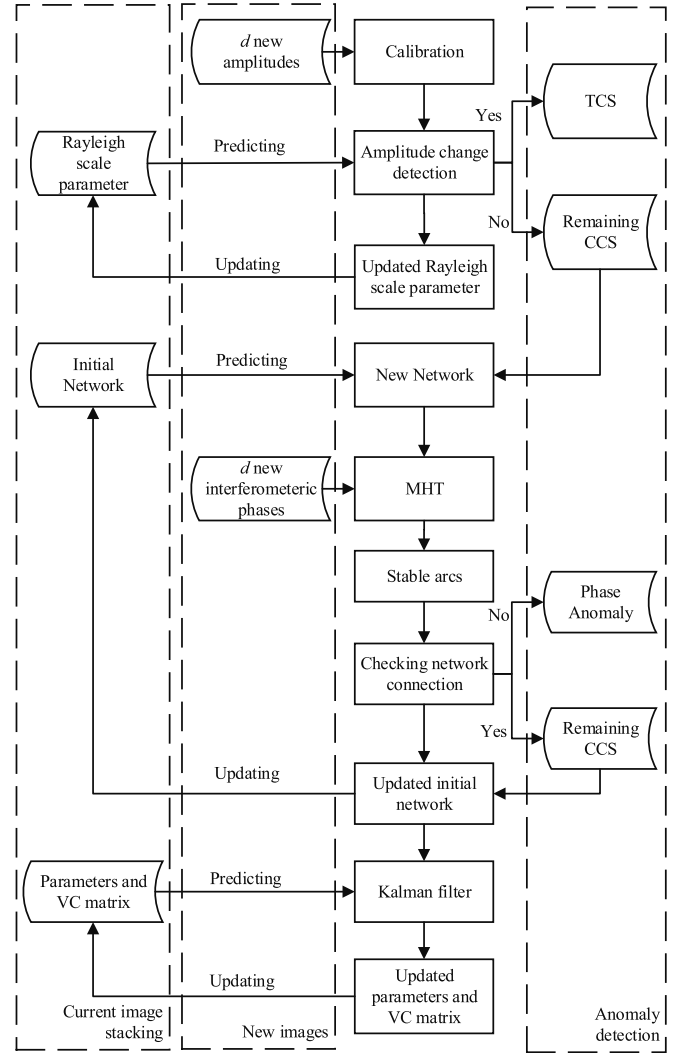 d new
amplitudes
Calibration
TCS
Yes
Rayleigh
scale
parameter
Predicting
Amplitude change
detection
No
Remaining
CCS
Updating
Updated Rayleigh
scale parameter
Initial
Network
Predicting
New Network
d new
interferometeric
phases
MHT
Stable arcs
Phase
Anomaly
No
Checking network
connection
Yes
Remaining
CCS
Updating
Updated initial
network
Parameters and
VC matrix
Predicting
Kalman filter
Updating
Updated
parameters and
VC matrix
Current image
stacking
New images
Anomaly
detection